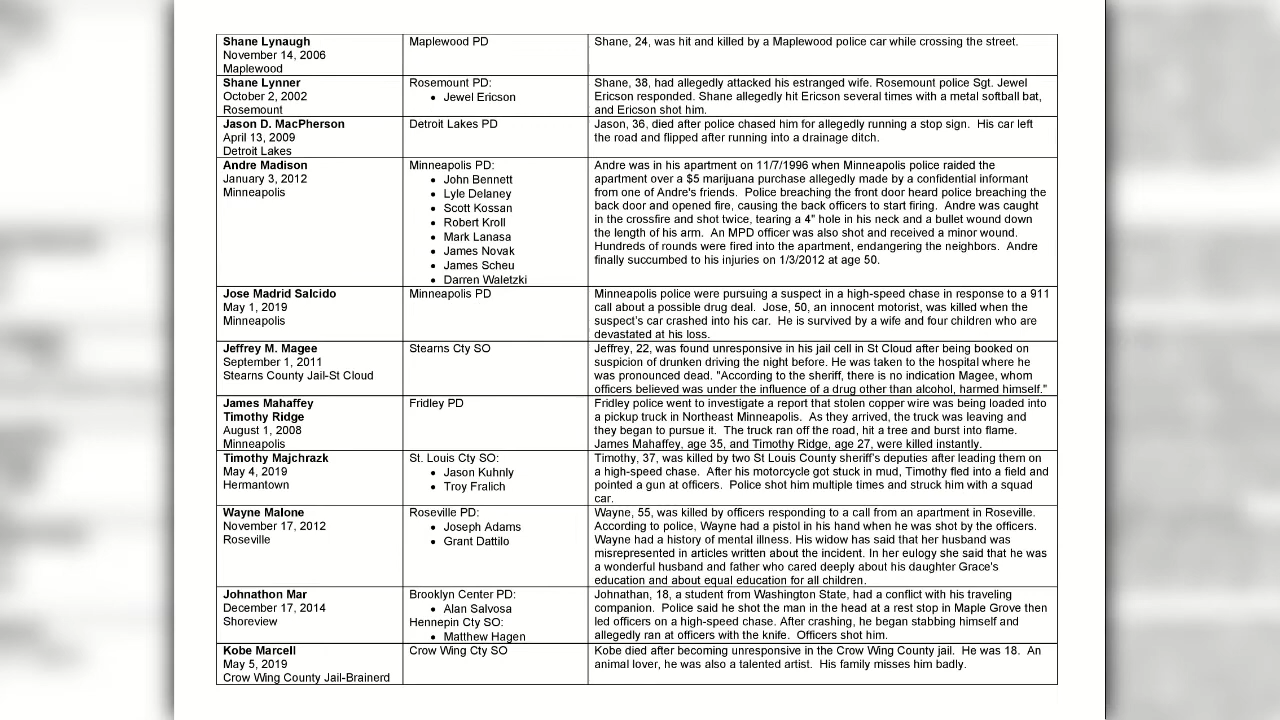 Shane Lynaugh
November 14, 2006
Maplewood
Maplewood PD
Shane, 24, was hit and killed by a Maplewood police car while crossing the street.
Shane Lynner
October 2, 2002
Rosemount
Rosemount PD:
• Jewel Ericson
Shane, 38, had allegedly attacked his estranged wife. Rosemount police Sgt. Jewel
Ericson responded. Shane allegedly hit Ericson several times with a metal softball bat,
and Ericson shot him.
Jason D. MacPherson
April 13, 2009
Detroit Lakes
Detroit Lakes PD
Jason, 36, died after police chased him for allegedly running a stop sign. His car left
the road and flipped after running into a drainage ditch.
Andre Madison
January 3, 2012
Minneapolis
Minneapolis PD:
• John Bennett
• Lyle Delaney
• Scott Kossan
• Robert Kroll
• Mark Lanasa
• James Novak
• James Scheu
• Darren Waletzki
Andre was in his apartment on 11/7/1996 when Minneapolis police raided the
apartment over a $5 marijuana purchase allegedly made by a confidential informant
from one of Andre's friends. Police breaching the front door heard police breaching the
back door and opened fire, causing the back officers to start firing. Andre was caught
in the crossfire and shot twice, tearing a 4" hole in his neck and a bullet wound down
the length of his arm. An MPD officer was also shot and received a minor wound.
Hundreds of rounds were fired into the apartment, endangering the neighbors. Andre
finally succumbed to his injuries on 1/3/2012 at age 50.
Jose Madrid Salcido
May 1, 2019
Minneapolis
Minneapolis PD
Minneapolis police were pursuing a suspect in a high-speed chase in response to a 911
call about a possible drug deal. Jose, 50, an innocent motorist, was killed when the
suspect's car crashed into his car. He is survived by a wife and four children who are
devastated at his loss.
Jeffrey M. Magee
September 1, 2011
Stearns County Jail-St Cloud
Stearns Cty SO
Jeffrey, 22, was found unresponsive in his jail cell in St Cloud after being booked on
suspicion of drunken driving the night before. He was taken to the hospital where he
was pronounced dead. "According to the sheriff, there is no indication Magee, whom
officers believed was under the influence of a drug other than alcohol, harmed himself."
James Mahaffey
Timothy Ridge
August 1, 2008
Minneapolis
Fridley PD
Fridley police went to investigate a report that stolen copper wire was being loaded into
a pickup truck in Northeast Minneapolis. As they arrived, the truck was leaving and
they began to pursue it. The truck ran off the road, hit a tree and burst into flame.
James Mahaffey, age 35, and Timothy Ridge, age 27, were killed instantly.
Timothy Majchrazk
May 4, 2019
Hermantown
St. Louis Cty SO:
• Jason Kuhnly
• Troy Fralich
Timothy, 37, was killed by two St Louis County sheriff's deputies after leading them on
a high-speed chase. After his motorcycle got stuck in mud, Timothy fled into a field and
pointed a gun at officers. Police shot him multiple times and struck him with a squad
car.
Wayne Malone
November 17, 2012
Roseville
Roseville PD:
• Joseph Adams
• Grant Dattilo
Wayne, 55, was killed by officers responding to a call from an apartment in Roseville.
According to police, Wayne had a pistol in his hand when he was shot by the officers.
Wayne had a history of mental illness. His widow has said that her husband was
misrepresented in articles written about the incident. In her eulogy she said that he was
a wonderful husband and father who cared deeply about his daughter Grace's
education and about equal education for all children.
Johnathon Mar
December 17, 2014
Shoreview
Brooklyn Center PD:
• Alan Salvosa
Hennepin Cty SO:
• Matthew Hagen
Johnathan, 18, a student from Washington State, had a conflict with his traveling
companion. Police said he shot the man in the head at a rest stop in Maple Grove then
led officers on a high-speed chase. After crashing, he began stabbing himself and
allegedly ran at officers with the knife. Officers shot him.
Kobe Marcell
May 5, 2019
Crow Wing County Jail-Brainerd
Crow Wing Cty SO
Kobe died after becoming unresponsive in the Crow Wing County jail. He was 18. An
animal lover, he was also a talented artist. His family misses him badly.